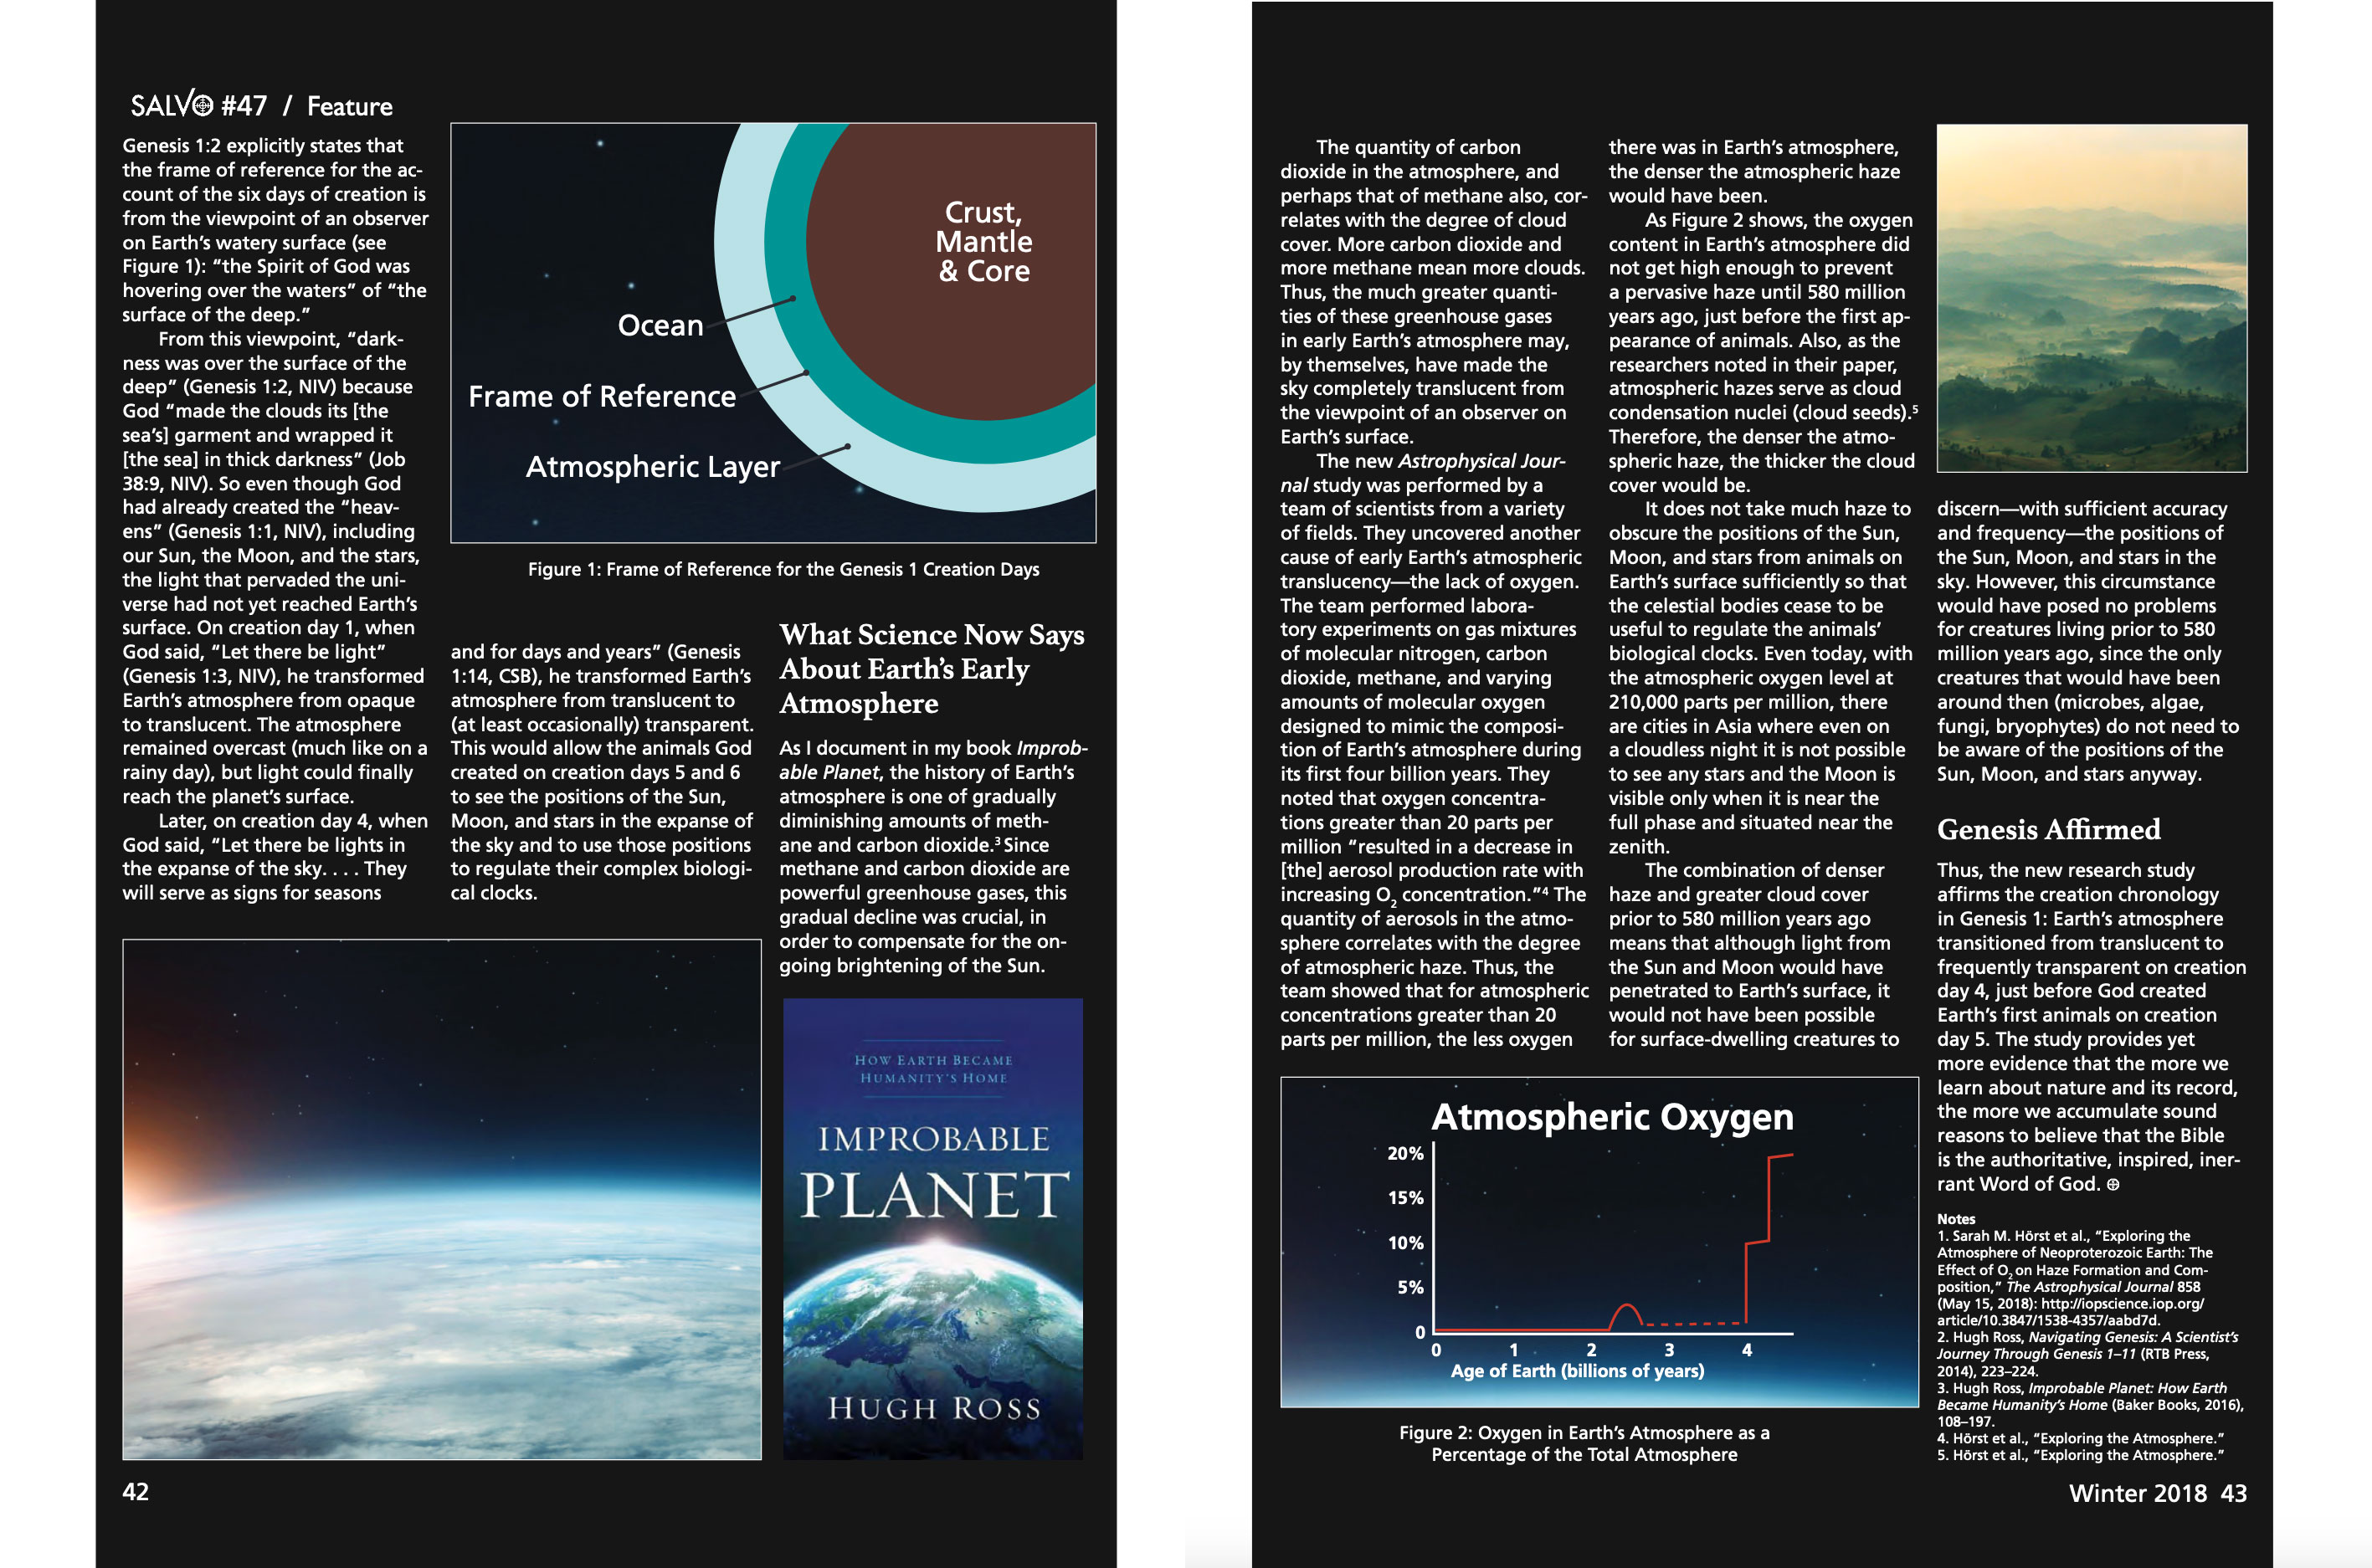 SALVO #47 / Feature
Genesis 1:2 explicitly states that
the frame of reference for the ac-
count of the six days of creation is
from the viewpoint of an observer
on Earth's watery surface (see
Figure 1): “the Spirit of God was
hovering over the waters” of “the
surface of the deep.”
From this viewpoint, “dark-
ness was over the surface of the
deep” (Genesis 1:2, NIV) because
God “made the clouds its [the
sea's] garment and wrapped it
[the sea] in thick darkness” (Job
38:9, NIV). So even though God
had already created the “heav-
ens” (Genesis 1:1, NIV), including
our Sun, the Moon, and the stars,
the light that pervaded the uni-
verse had not yet reached Earth's
surface. On creation day 1, when
God said, “Let there be light”
(Genesis 1:3, NIV), he transformed
Earth's atmosphere from opaque
to translucent. The atmosphere
remained overcast (much like on a
rainy day), but light could finally
reach the planet's surface.
Later, on creation day 4, when
God said, “Let there be lights in
the expanse of the sky. . . . They
will serve as signs for seasons
Crust,
Mantle
& Core
Ocean
Frame of Reference
Atmospheric Layer
Figure 1: Frame of Reference for the Genesis 1 Creation Days
and for days and years” (Genesis
1:14, CSB), he transformed Earth's
atmosphere from translucent to
(at least occasionally) transparent.
This would allow the animals God
created on creation days 5 and 6
to see the positions of the Sun,
Moon, and stars in the expanse of
the sky and to use those positions
to regulate their complex biologi-
cal clocks.
What Science Now Says
About Earth's Early
Atmosphere
As I document in my book Improb-
able Planet, the history of Earth's
atmosphere is one of gradually
diminishing amounts of meth-
ane and carbon dioxide.3 Since
methane and carbon dioxide are
powerful greenhouse gases, this
gradual decline was crucial, in
order to compensate for the on-
going brightening of the Sun.
HOW EARTH BECAME
HUMANITY'S HOME
IMPROBABLE
PLANET
HUGH ROSS
42
The quantity of carbon
dioxide in the atmosphere, and
perhaps that of methane also, cor-
relates with the degree of cloud
cover. More carbon dioxide and
more methane mean more clouds.
Thus, the much greater quanti-
ties of these greenhouse gases
in early Earth's atmosphere may,
by themselves, have made the
sky completely translucent from
the viewpoint of an observer on
Earth's surface.
The new Astrophysical Jour-
nal study was performed by a
team of scientists from a variety
of fields. They uncovered another
cause of early Earth's atmospheric
translucency—the lack of oxygen.
The team performed labora-
tory experiments on gas mixtures
of molecular nitrogen, carbon
dioxide, methane, and varying
amounts of molecular oxygen
designed to mimic the composi-
tion of Earth's atmosphere during
its first four billion years. They
noted that oxygen concentra-
tions greater than 20 parts per
million “resulted in a decrease in
[the] aerosol production rate with
increasing O2 concentration.”4 The
quantity of aerosols in the atmo-
sphere correlates with the degree
of atmospheric haze. Thus, the
team showed that for atmospheric
concentrations greater than 20
parts per million, the less oxygen
there was in Earth's atmosphere,
the denser the atmospheric haze
would have been.
As Figure 2 shows, the oxygen
content in Earth's atmosphere did
not get high enough to prevent
a pervasive haze until 580 million
years ago, just before the first ap-
pearance of animals. Also, as the
researchers noted in their paper,
atmospheric hazes serve as cloud
condensation nuclei (cloud seeds).5
Therefore, the denser the atmo-
spheric haze, the thicker the cloud
cover would be.
It does not take much haze to
obscure the positions of the Sun,
Moon, and stars from animals on
Earth's surface sufficiently so that
the celestial bodies cease to be
useful to regulate the animals'
biological clocks. Even today, with
the atmospheric oxygen level at
210,000 parts per million, there
are cities in Asia where even on
a cloudless night it is not possible
to see any stars and the Moon is
visible only when it is near the
full phase and situated near the
zenith.
The combination of denser
haze and greater cloud cover
prior to 580 million years ago
means that although light from
the Sun and Moon would have
penetrated to Earth's surface, it
would not have been possible
for surface-dwelling creatures to
discern—with sufficient accuracy
and frequency—the positions of
the Sun, Moon, and stars in the
sky. However, this circumstance
would have posed no problems
for creatures living prior to 580
million years ago, since the only
creatures that would have been
around then (microbes, algae,
fungi, bryophytes) do not need to
be aware of the positions of the
Sun, Moon, and stars anyway.
Genesis Affirmed
Thus, the new research study
affirms the creation chronology
in Genesis 1: Earth's atmosphere
transitioned from translucent to
frequently transparent on creation
day 4, just before God created
Earth's first animals on creation
day 5. The study provides yet
more evidence that the more we
learn about nature and its record,
the more we accumulate sound
reasons to believe that the Bible
is the authoritative, inspired, iner-
rant Word of God. ⊕
Atmospheric Oxygen
20%
15%
10%
5%
0
0 1 2 3 4
Age of Earth (billions of years)
Figure 2: Oxygen in Earth's Atmosphere as a
Percentage of the Total Atmosphere
Notes
1. Sarah M. Hörst et al., “Exploring the
Atmosphere of Neoproterozoic Earth: The
Effect of O2 on Haze Formation and Com-
position,” The Astrophysical Journal 858
(May 15, 2018): http://iopscience.iop.org/
article/10.3847/1538-4357/aabd7d.
2. Hugh Ross, Navigating Genesis: A Scientist's
Journey Through Genesis 1–11 (RTB Press,
2014), 223–224.
3. Hugh Ross, Improbable Planet: How Earth
Became Humanity's Home (Baker Books, 2016),
108–197.
4. Hörst et al., “Exploring the Atmosphere.”
5. Hörst et al., “Exploring the Atmosphere.”
Winter 2018 43